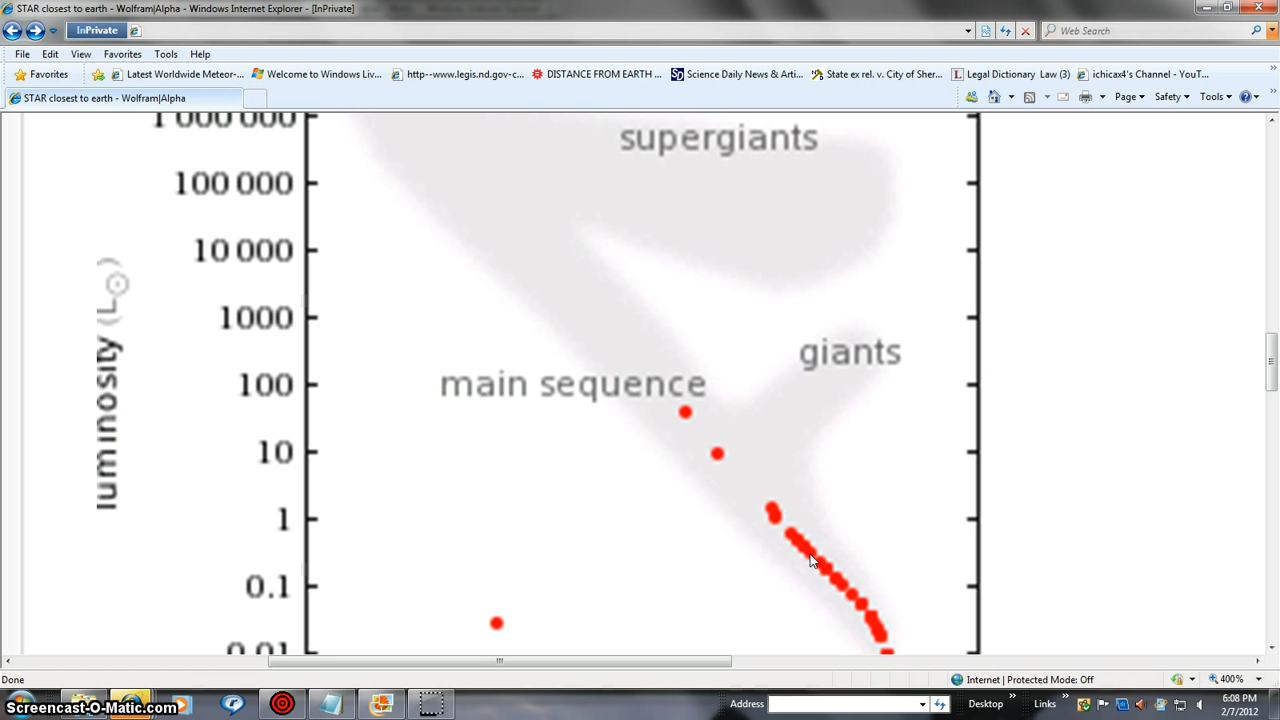 STAR closest to earth - Wolfram|Alpha - Windows Internet Explorer - [InPrivate]
InPrivate
Web Search
File Edit View Favorites Tools Help
Favorites Latest Worldwide Meteor-... Welcome to Windows Liv... http--www.legis.nd.gov-c... DISTANCE FROM EARTH ... Science Daily News & Arti... State ex rel. v. City of Sher... Legal Dictionary Law (3) ichicax4's Channel - YouT...
STAR closest to earth - Wolfram|Alpha
Page Safety Tools
1 000 000
supergiants
100 000
10 000
1000
giants
100
main sequence
10
1
0.1
0.01
luminosity (L☉)
Done
Internet | Protected Mode: Off
400%
Screencast-O-Matic.com
Address
Desktop
Links
6:08 PM
2/7/2012